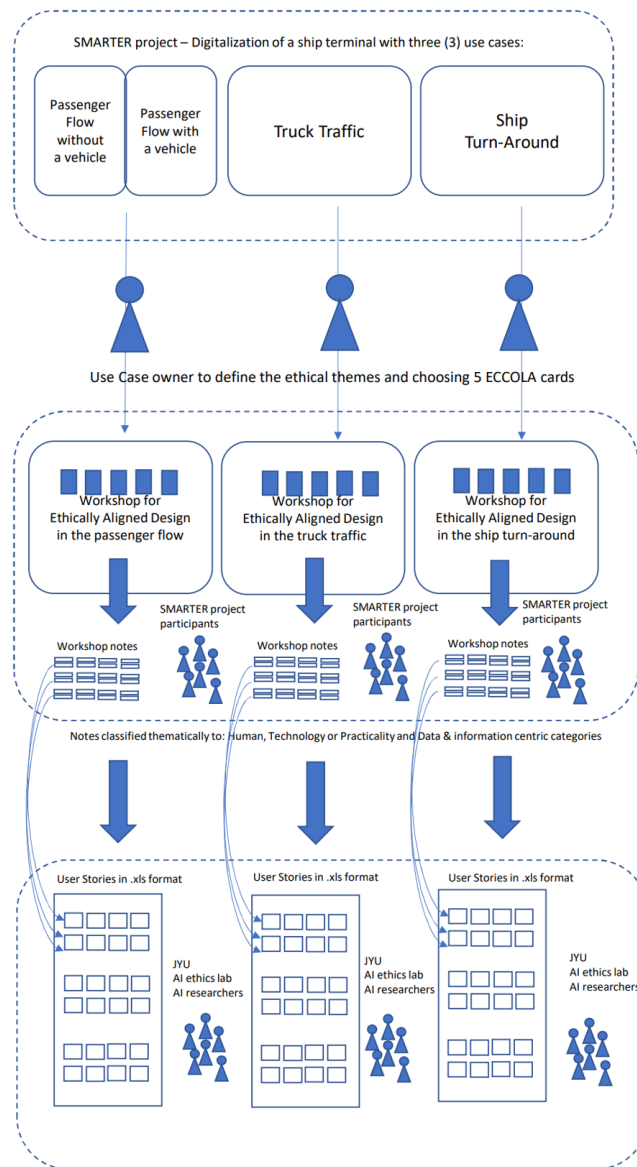 SMARTER project – Digitalization of a ship terminal with three (3) use cases:
Passenger
Flow
without
a vehicle
Passenger
Flow with
a vehicle
Truck Traffic
Ship
Turn-Around
Use Case owner to define the ethical themes and choosing 5 ECCOLA cards
Workshop for
Ethically Aligned Design
in the passenger flow
Workshop for
Ethically Aligned Design
in the truck traffic
Workshop for
Ethically Aligned Design
in the ship turn-around
SMARTER project
participants
SMARTER project
participants
SMARTER project
participants
Workshop notes
Workshop notes
Workshop notes
Notes classified thematically to: Human, Technology or Practicality and Data & information centric categories
User Stories in .xls format
User Stories in .xls format
User Stories in .xls format
JYU
AI ethics lab
AI researchers
JYU
AI ethics lab
AI researchers
JYU
AI ethics lab
AI researchers